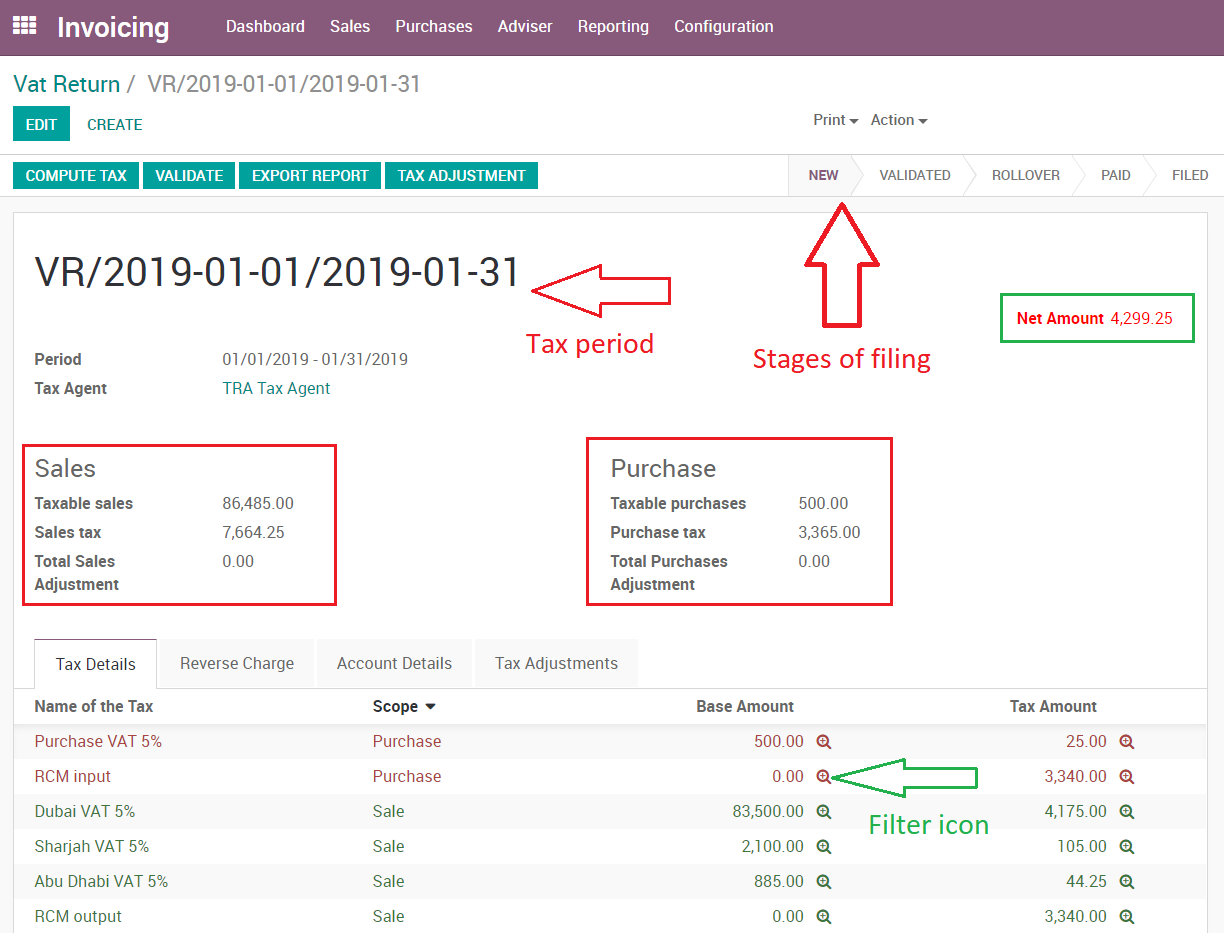 Invoicing Dashboard Sales Purchases Adviser Reporting Configuration
Vat Return / VR/2019-01-01/2019-01-31
EDIT CREATE Print Action
COMPUTE TAX VALIDATE EXPORT REPORT TAX ADJUSTMENT NEW VALIDATED ROLLOVER PAID FILED
VR/2019-01-01/2019-01-31
Net Amount 4,299.25
Tax period
Stages of filing
Period 01/01/2019 - 01/31/2019
Tax Agent TRA Tax Agent
Sales
Taxable sales 86,485.00
Sales tax 7,664.25
Total Sales 0.00
Adjustment
Purchase
Taxable purchases 500.00
Purchase tax 3,365.00
Total Purchases 0.00
Adjustment
Tax Details Reverse Charge Account Details Tax Adjustments
Name of the Tax Scope Base Amount Tax Amount
Purchase VAT 5% Purchase 500.00 25.00
RCM input Purchase 0.00 3,340.00
Dubai VAT 5% Sale 83,500.00 4,175.00
Filter icon
Sharjah VAT 5% Sale 2,100.00 105.00
Abu Dhabi VAT 5% Sale 885.00 44.25
RCM output Sale 0.00 3,340.00